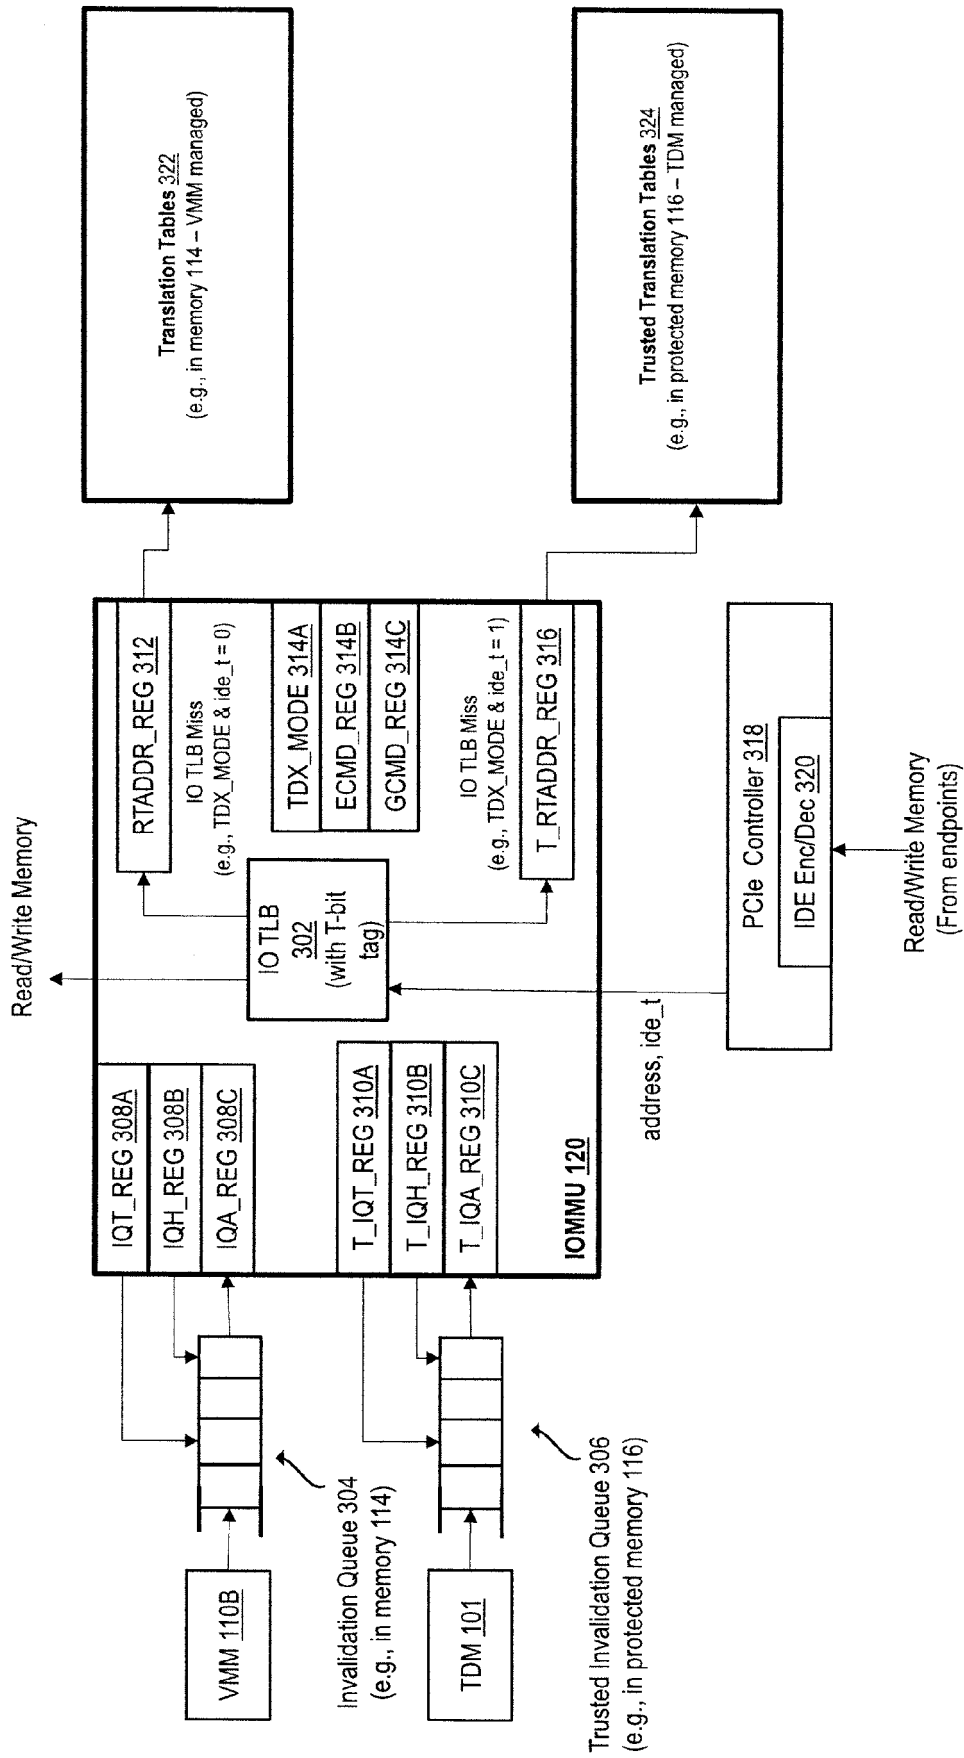 Read/Write Memory
VMM 110B
Invalidation Queue 304
(e.g., in memory 114)
TDM 101
Trusted Invalidation Queue 306
(e.g., in protected memory 116)
IQT_REG 308A
IQH_REG 308B
IQA_REG 308C
T_IQT_REG 310A
T_IQH_REG 310B
T_IQA_REG 310C
IOMMU 120
IO TLB
302
(with T-bit
tag)
RTADDR_REG 312
IO TLB Miss
(e.g., TDX_MODE & ide_t = 0)
TDX_MODE 314A
ECMD_REG 314B
GCMD_REG 314C
IO TLB Miss
(e.g., TDX_MODE & ide_t = 1)
T_RTADDR_REG 316
Translation Tables 322
(e.g., in memory 114 – VMM managed)
Trusted Translation Tables 324
(e.g., in protected memory 116 – TDM managed)
address, ide_t
PCIe Controller 318
IDE Enc/Dec 320
Read/Write Memory
(From endpoints)